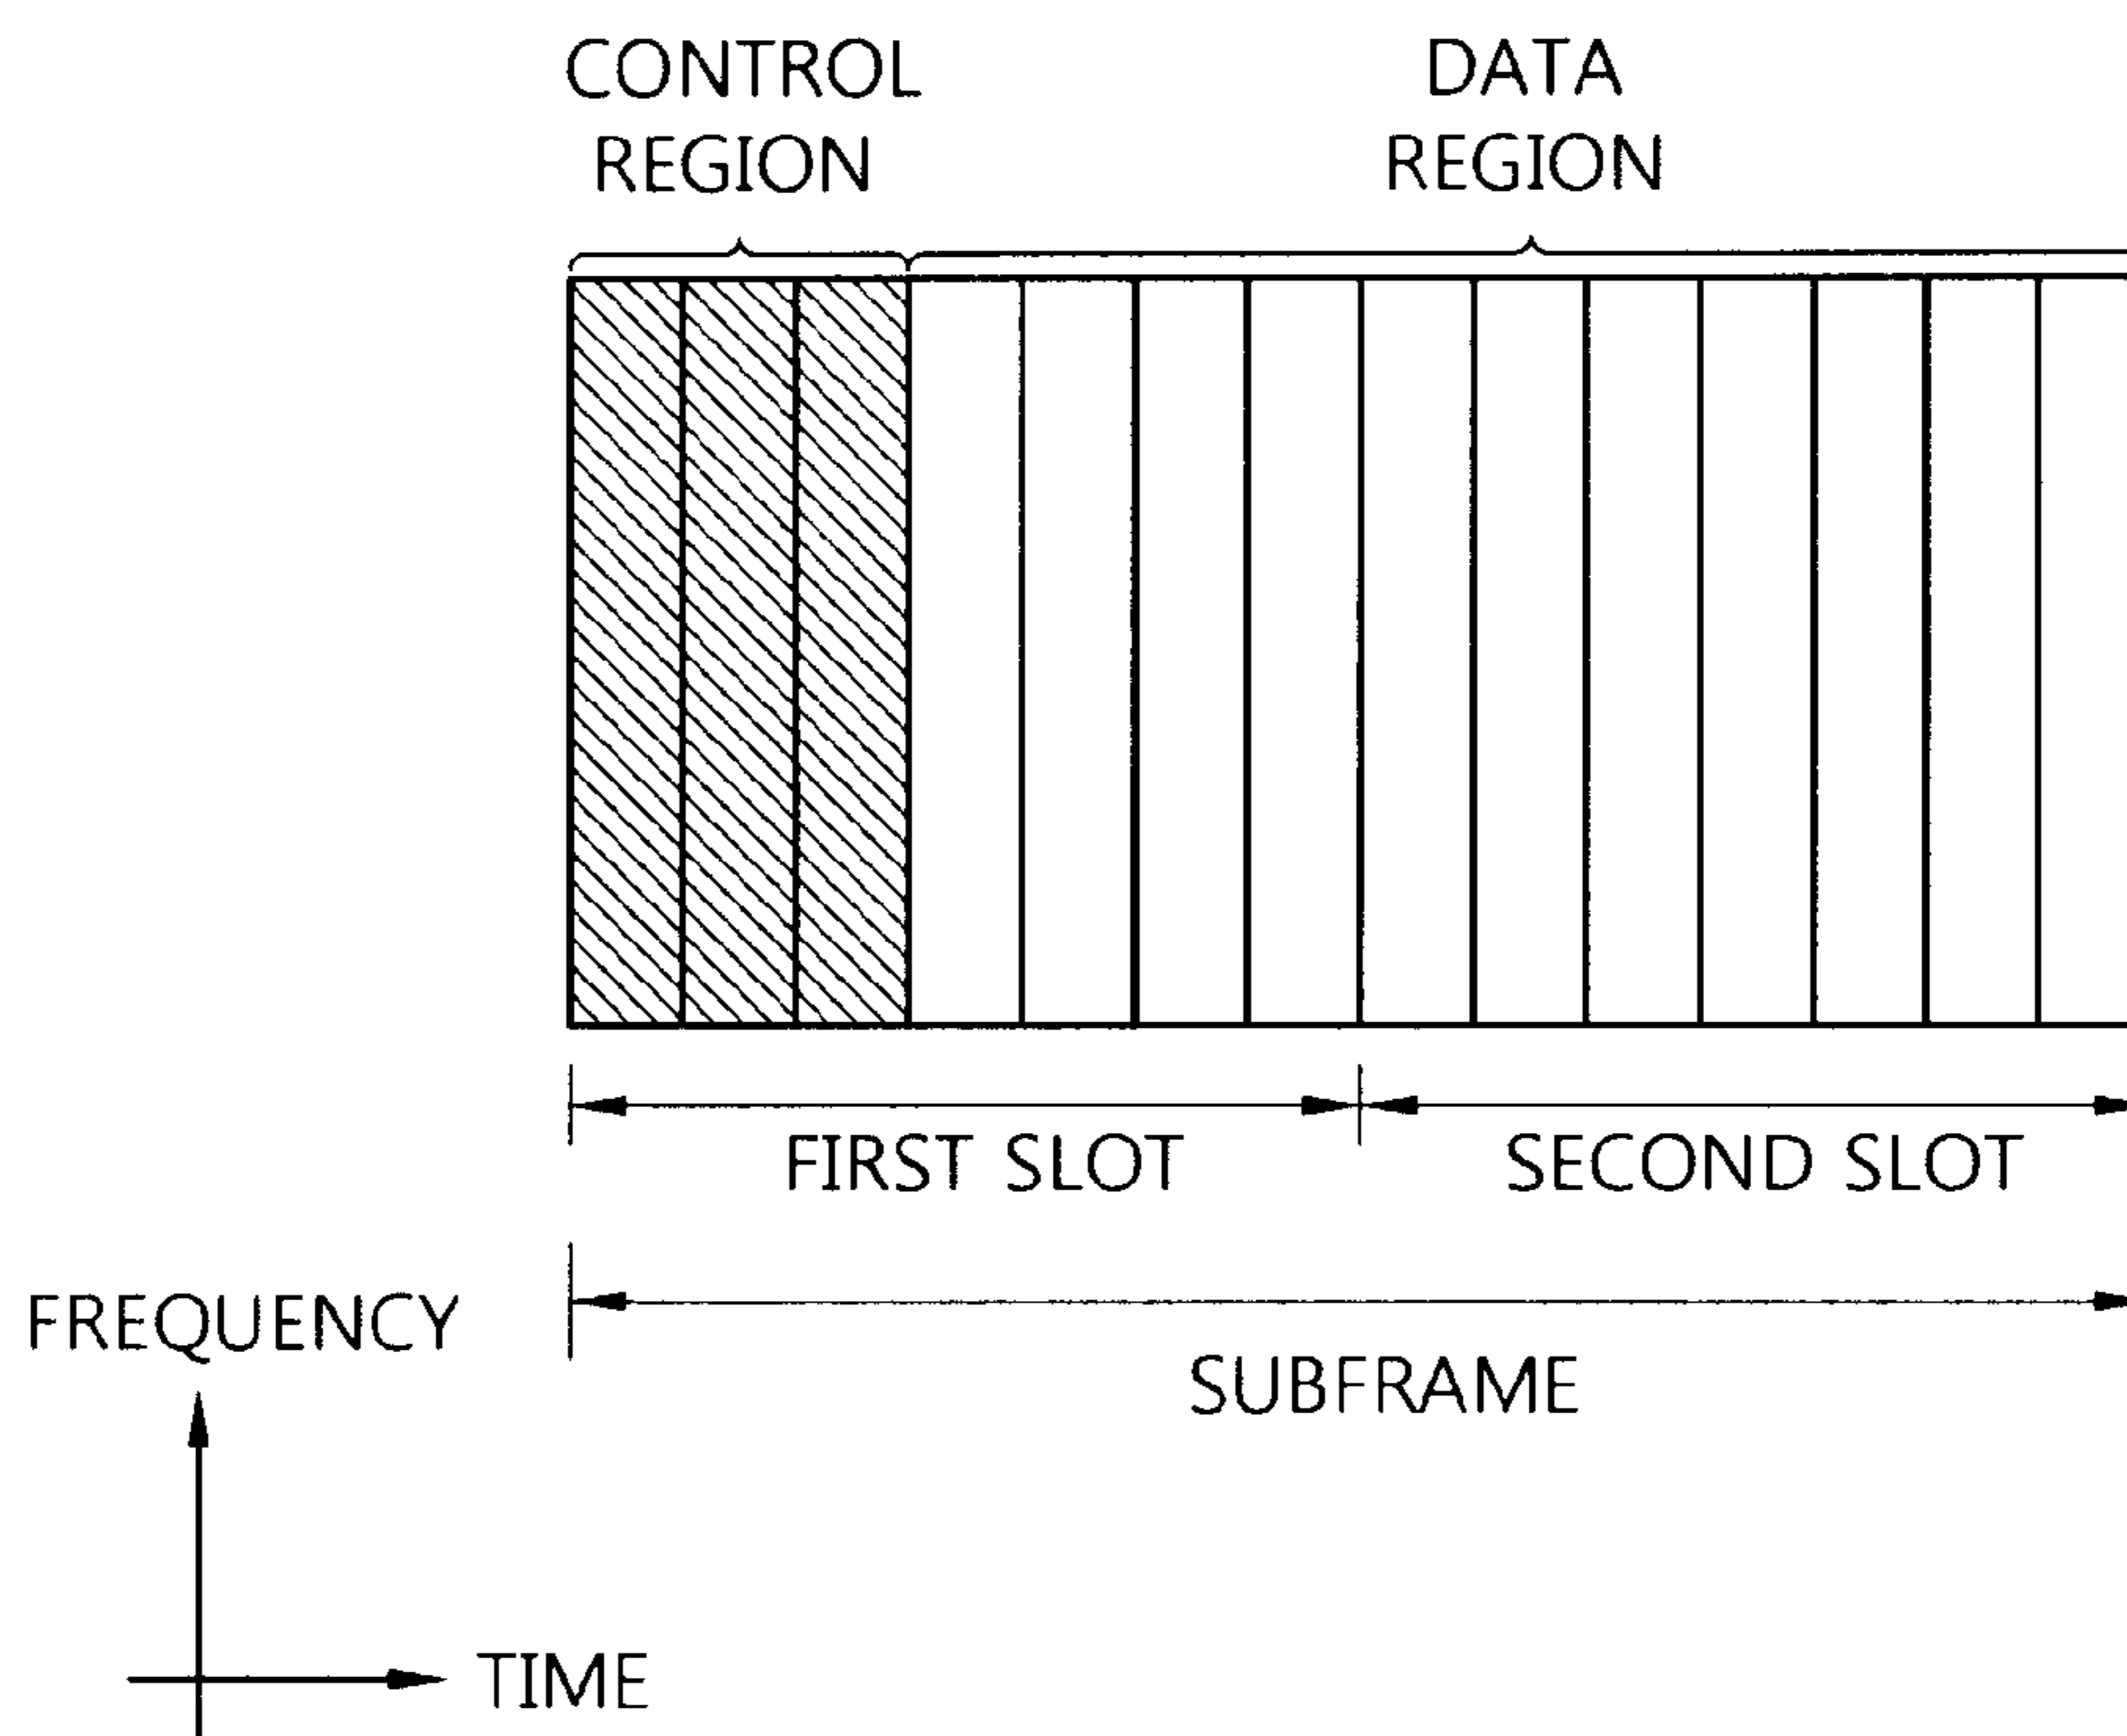 CONTROL
REGION
DATA
REGION
FIRST SLOT
SECOND SLOT
SUBFRAME
FREQUENCY
TIME